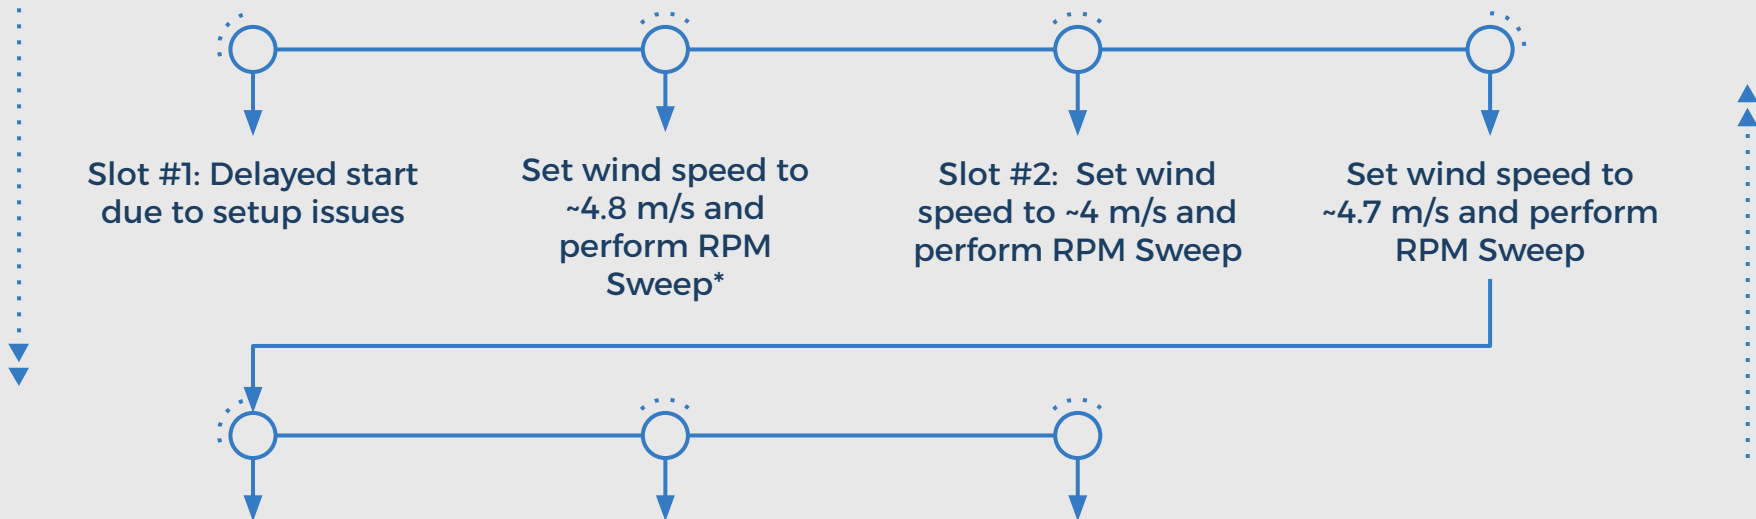 Slot #1: Delayed start
due to setup issues
Set wind speed to
~4.8 m/s and
perform RPM
Sweep*
Slot #2:  Set wind
speed to ~4 m/s and
perform RPM Sweep
Set wind speed to
~4.7 m/s and perform
RPM Sweep